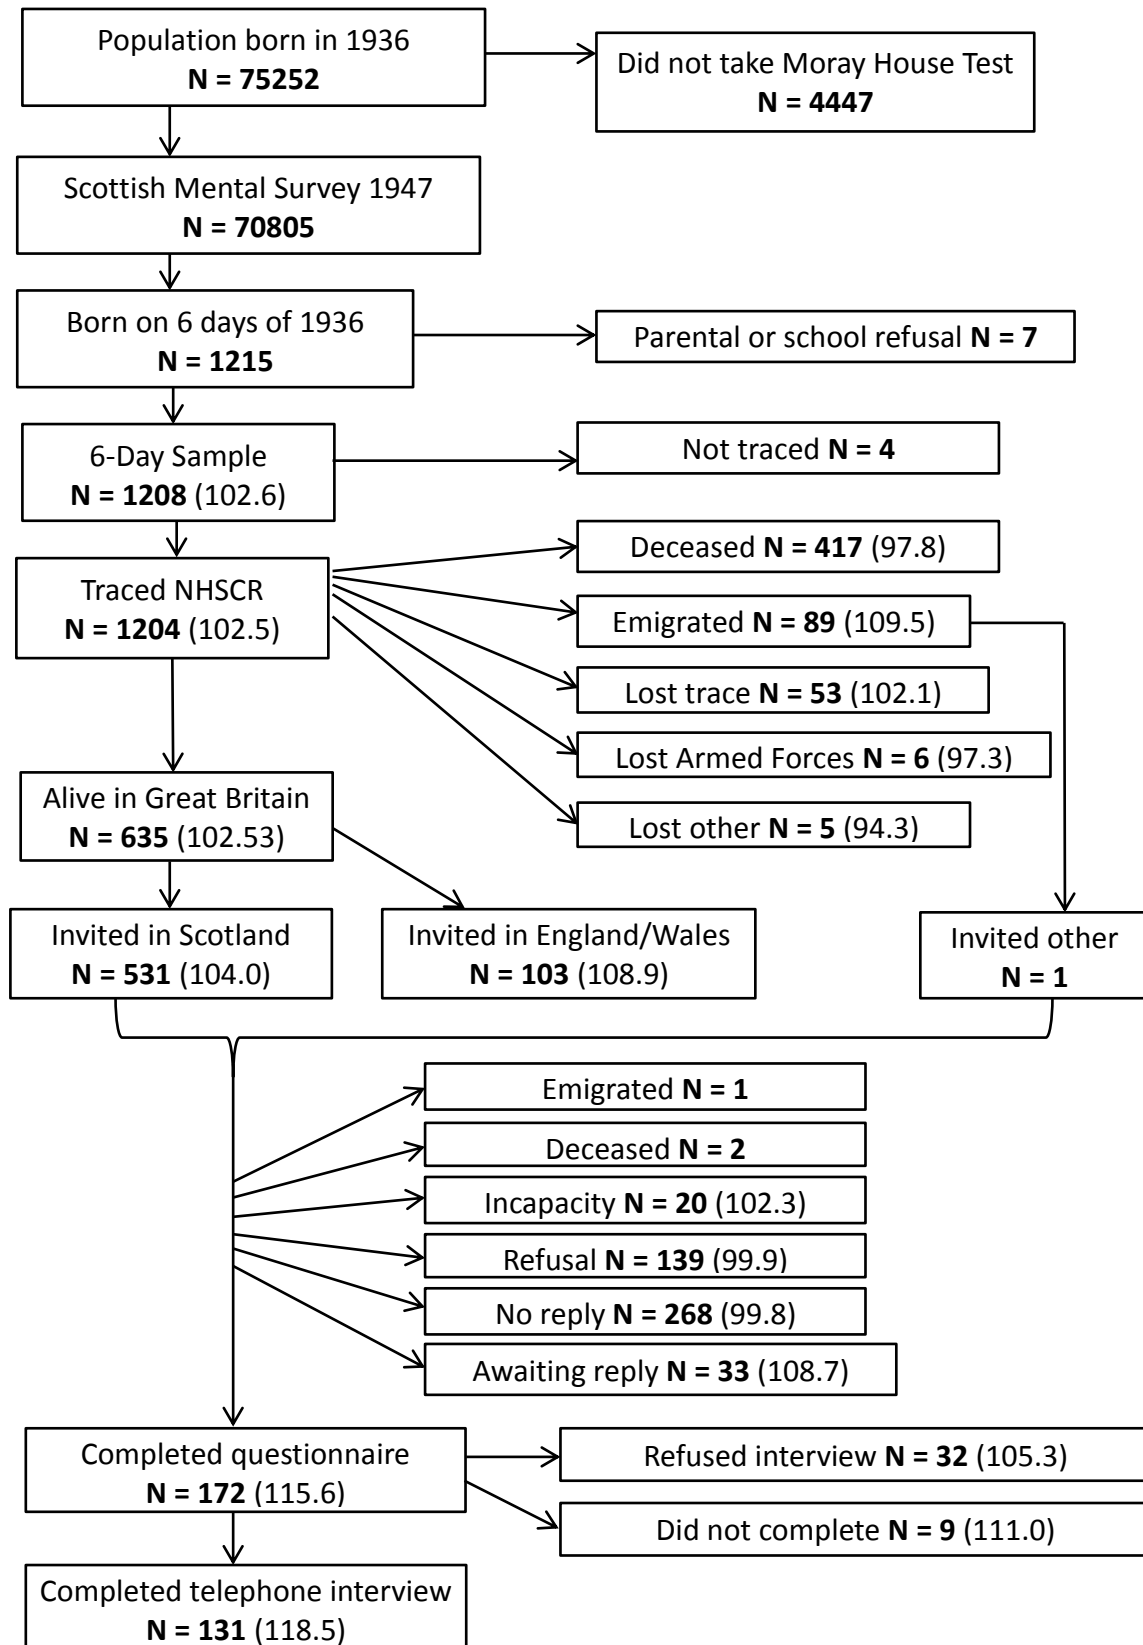 Population born in 1936
N = 75252
Did not take Moray House Test
N = 4447
Scottish Mental Survey 1947
N = 70805
Born on 6 days of 1936
N = 1215
Parental or school refusal N = 7
6-Day Sample
N = 1208 (102.6)
Not traced N = 4
Traced NHSCR
N = 1204 (102.5)
Deceased N = 417 (97.8)
Emigrated N = 89 (109.5)
Lost trace N = 53 (102.1)
Lost Armed Forces N = 6 (97.3)
Lost other N = 5 (94.3)
Alive in Great Britain
N = 635 (102.53)
Invited in Scotland
N = 531 (104.0)
Invited in England/Wales
N = 103 (108.9)
Invited other
N = 1
Emigrated N = 1
Deceased N = 2
Incapacity N = 20 (102.3)
Refusal N = 139 (99.9)
No reply N = 268 (99.8)
Awaiting reply N = 33 (108.7)
Completed questionnaire
N = 172 (115.6)
Refused interview N = 32 (105.3)
Did not complete N = 9 (111.0)
Completed telephone interview
N = 131 (118.5)